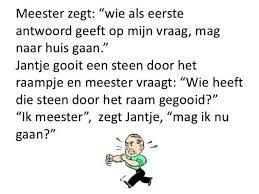 Meester zegt: “wie als eerste
antwoord geeft op mijn vraag, mag
naar huis gaan.”
Jantje gooit een steen door het
raampje en meester vraagt: “Wie heeft
die steen door het raam gegooid?”
“Ik meester”,  zegt Jantje, “mag ik nu
gaan?”